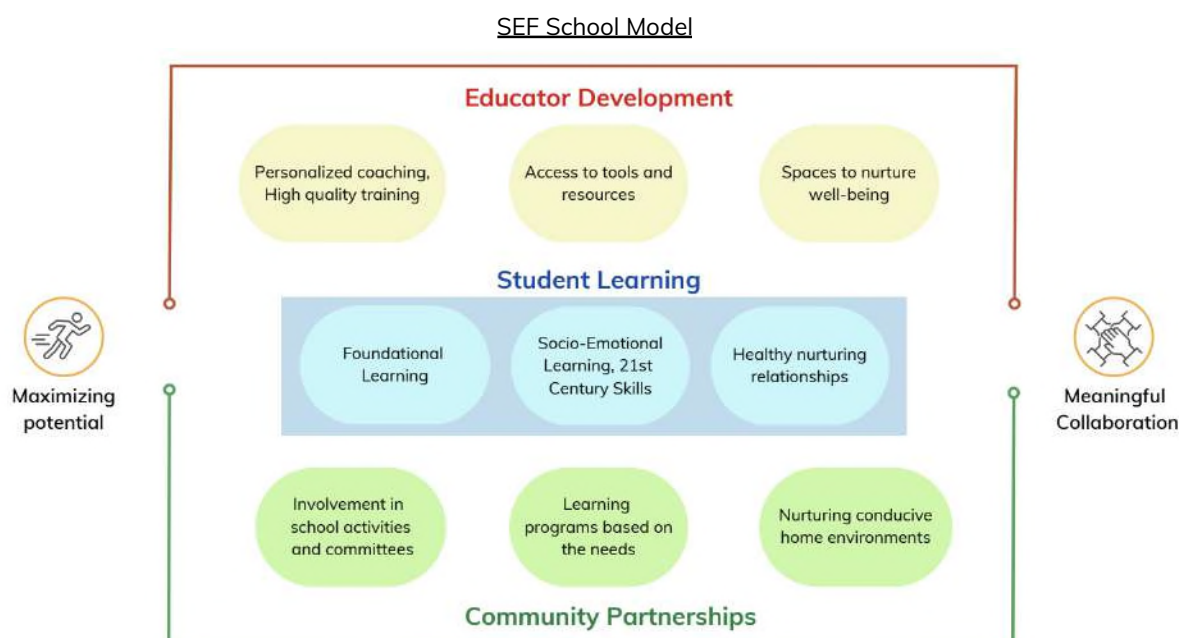 SEF School Model
Educator Development
Personalized coaching,
High quality training
Access to tools and
resources
Spaces to nurture
well-being
Student Learning
Foundational
Learning
Socio-Emotional
Learning, 21st
Century Skills
Healthy nurturing
relationships
Maximizing
potential
Meaningful
Collaboration
Involvement in
school activities
and committees
Learning
programs based on
the needs
Nurturing conducive
home environments
Community Partnerships